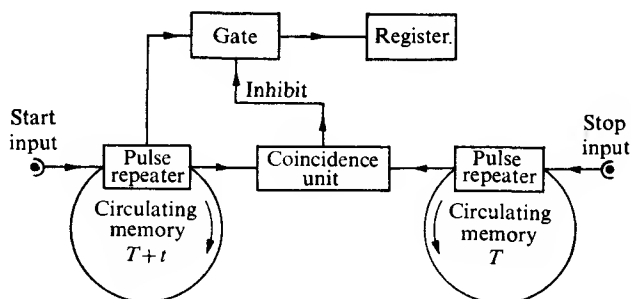 Gate
Register.
Inhibit
Start
input
Stop
input
Pulse
repeater
Coincidence
unit
Pulse
repeater
Circulating
memory
T+t
Circulating
memory
T